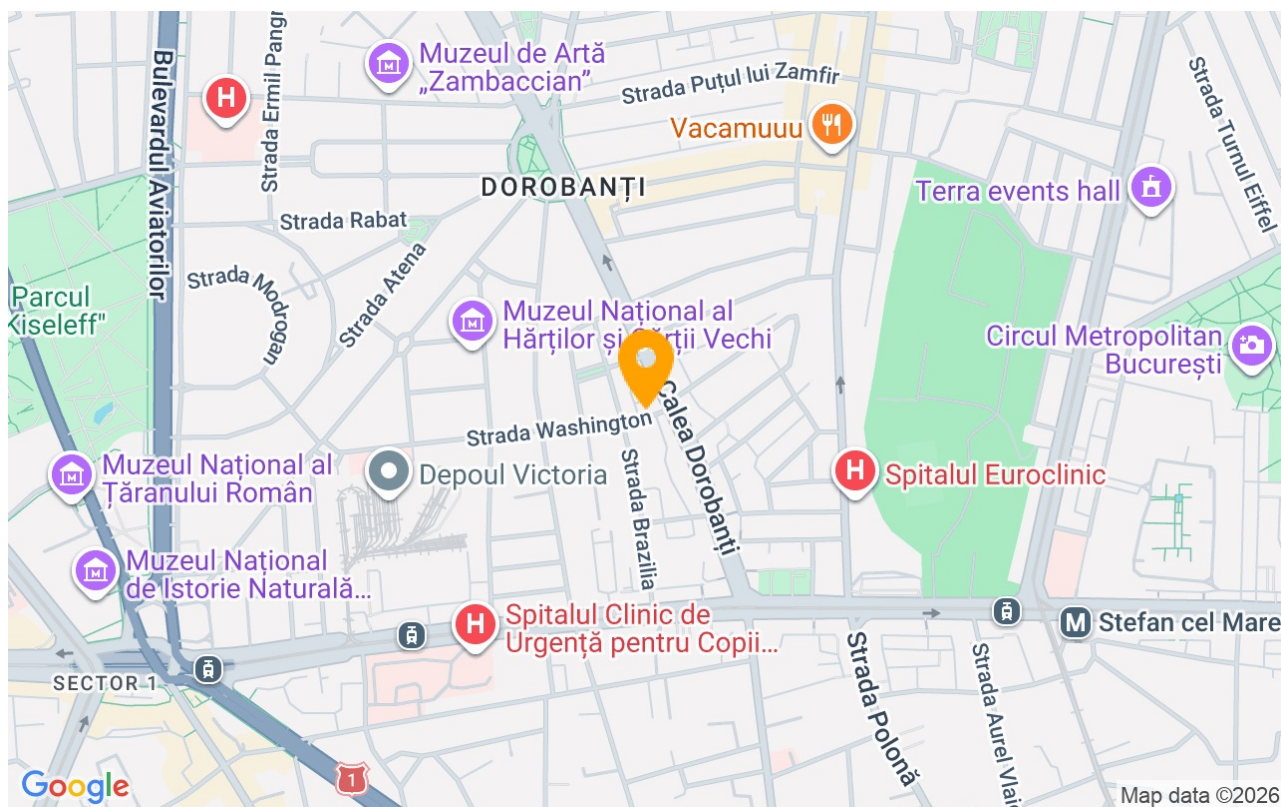 Bulevardul Aviatorilor
H
Strada Ermil Pangr
M
Muzeul de Artă
„Zambaccian”
Strada Puțul lui Zamfir
Vacamuuu
Strada Turnul Eiffel
DOROBANȚI
Terra events hall
Strada Rabat
Strada Atena
Strada Modrogan
Parcul
Kiseleff"
M
Muzeul Național al
Hărților și Cărții Vechi
Circul Metropolitan
București
Calea Dorobanți
Strada Washington
M
Muzeul Național al
Țăranului Român
Depoul Victoria
Strada Brazilia
H
Spitalul Euroclinic
M
Muzeul Național
de Istorie Naturală...
H
Spitalul Clinic de
Urgență pentru Copii...
M
Stefan cel Mare
SECTOR 1
Strada Polonă
Strada Aurel Vlaic
1
Google
Map data ©2026